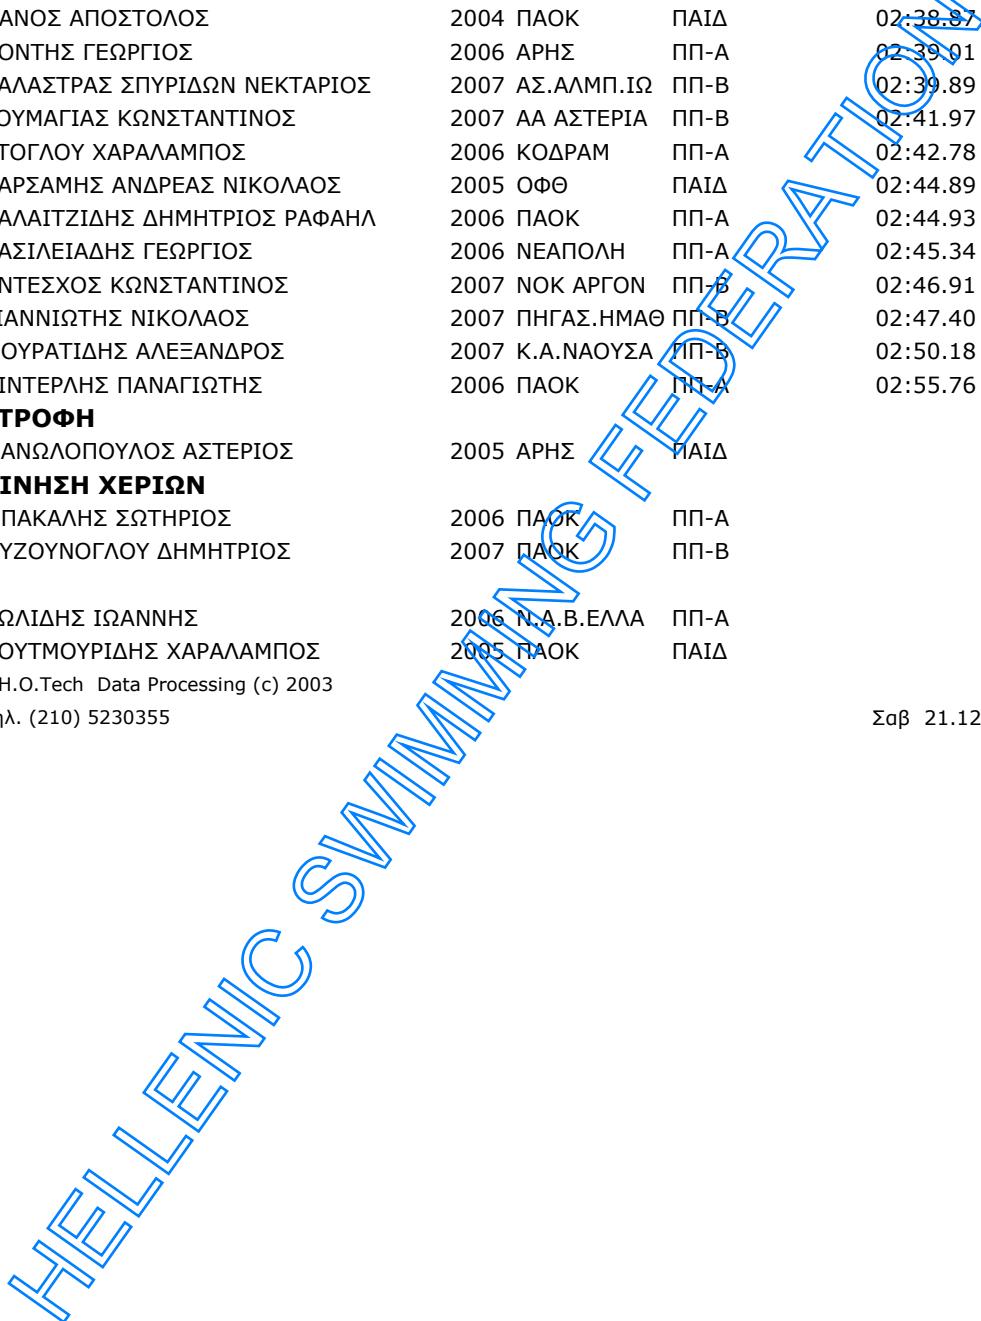 ΑΝΟΣ ΑΠΟΣΤΟΛΟΣ 2004 ΠΑΟΚ ΠΑΙΔ 02:38.87
ΟΝΤΗΣ ΓΕΩΡΓΙΟΣ 2006 ΑΡΗΣ ΠΠ-Α 02:39.01
ΑΛΑΣΤΡΑΣ ΣΠΥΡΙΔΩΝ ΝΕΚΤΑΡΙΟΣ 2007 ΑΣ.ΑΛΜΠ.ΙΩ ΠΠ-Β 02:39.89
ΟΥΜΑΓΙΑΣ ΚΩΝΣΤΑΝΤΙΝΟΣ 2007 ΑΑ ΑΣΤΕΡΙΑ ΠΠ-Β 02:41.97
ΤΟΓΛΟΥ ΧΑΡΑΛΑΜΠΟΣ 2006 ΚΟΔΡΑΜ ΠΠ-Α 02:42.78
ΑΡΣΑΜΗΣ ΑΝΔΡΕΑΣ ΝΙΚΟΛΑΟΣ 2005 ΟΦΘ ΠΑΙΔ 02:44.89
ΑΛΑΙΤΖΙΔΗΣ ΔΗΜΗΤΡΙΟΣ ΡΑΦΑΗΛ 2006 ΠΑΟΚ ΠΠ-Α 02:44.93
ΑΣΙΛΕΙΑΔΗΣ ΓΕΩΡΓΙΟΣ 2006 ΝΕΑΠΟΛΗ ΠΠ-Α 02:45.34
ΝΤΕΣΧΟΣ ΚΩΝΣΤΑΝΤΙΝΟΣ 2007 ΝΟΚ ΑΡΓΟΝ ΠΠ-Β 02:46.91
ΙΑΝΝΙΩΤΗΣ ΝΙΚΟΛΑΟΣ 2007 ΠΗΓΑΣ.ΗΜΑΘ ΠΠ-Β 02:47.40
ΟΥΡΑΤΙΔΗΣ ΑΛΕΞΑΝΔΡΟΣ 2007 Κ.Α.ΝΑΟΥΣΑ ΠΠ-Β 02:50.18
ΙΝΤΕΡΛΗΣ ΠΑΝΑΓΙΩΤΗΣ 2006 ΠΑΟΚ ΠΠ-Α 02:55.76
ΤΡΟΦΗ
ΑΝΩΛΟΠΟΥΛΟΣ ΑΣΤΕΡΙΟΣ 2005 ΑΡΗΣ ΠΑΙΔ
ΙΝΗΣΗ ΧΕΡΙΩΝ
ΠΑΚΑΛΗΣ ΣΩΤΗΡΙΟΣ 2006 ΠΑΟΚ ΠΠ-Α
ΥΖΟΥΝΟΓΛΟΥ ΔΗΜΗΤΡΙΟΣ 2007 ΠΑΟΚ ΠΠ-Β
ΩΛΙΔΗΣ ΙΩΑΝΝΗΣ 2006 Ν.Α.Β.ΕΛΛΑ ΠΠ-Α
ΟΥΤΜΟΥΡΙΔΗΣ ΧΑΡΑΛΑΜΠΟΣ 2005 ΠΑΟΚ ΠΑΙΔ
H.O.Tech Data Processing (c) 2003
ηλ. (210) 5230355 Σαβ 21.12
HELLENIC SWIMMING FEDERATION